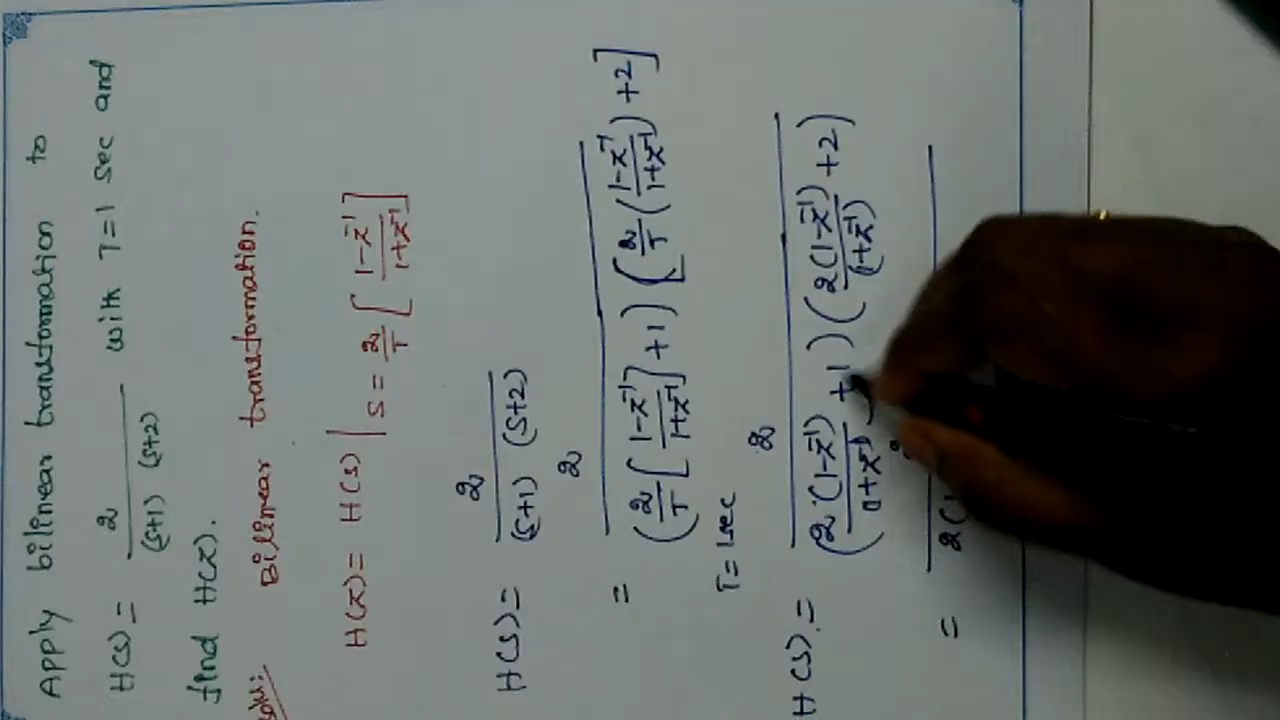 Apply bilinear transformation to
H(s) = 2 / (s+1) (s+2) with T=1 sec and
find H(z).
Soln: Bilinear transformation.
H(z) = H(s) | s = 2/T [ 1-z⁻¹ / 1+z⁻¹ ]
H(s) = 2 / (s+1) (s+2)
= 2 / ( 2/T [ 1-z⁻¹ / 1+z⁻¹ ] +1 ) [ 2/T ( 1-z⁻¹ / 1+z⁻¹ ) +2 ]
T = 1sec
H(s) = 2 / ( 2(1-z⁻¹) / 1+z⁻¹ +1 ) ( 2(1-z⁻¹) / (1+z⁻¹) +2 )
= 2(1